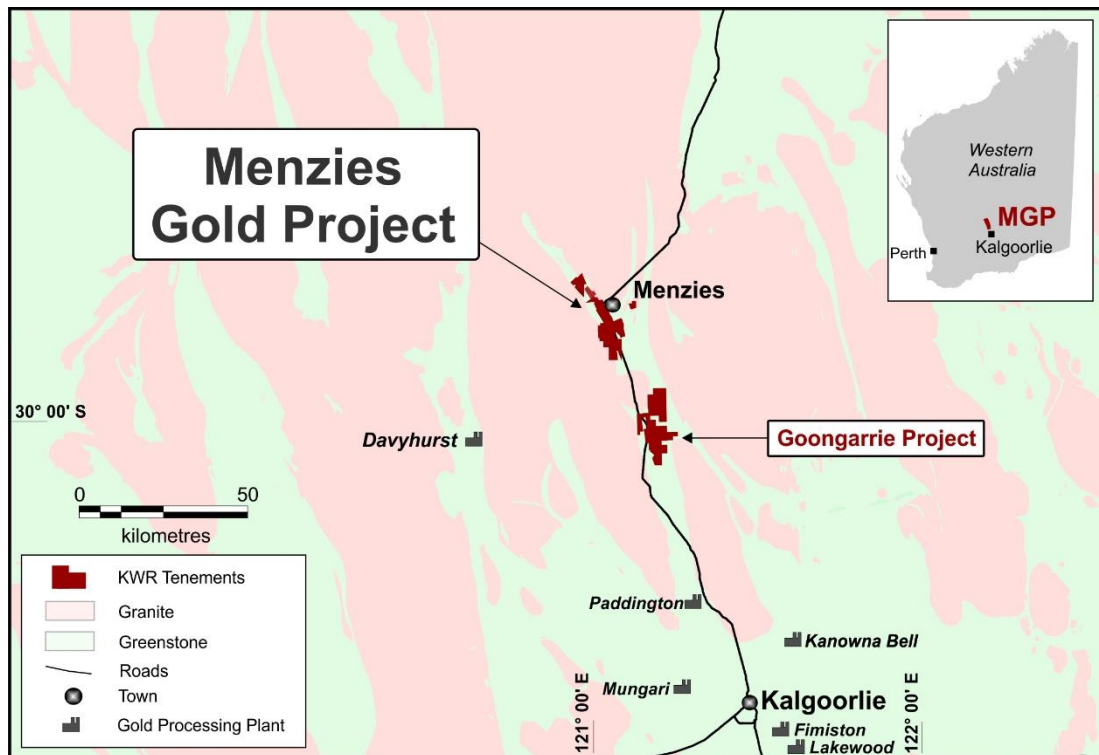 Menzies
Gold Project
Western
Australia
MGP
Perth
Kalgoorlie
Menzies
30° 00' S
Davyhurst
Goongarrie Project
0 50
kilometres
KWR Tenements
Granite
Greenstone
Roads
Town
Gold Processing Plant
Paddington
Kanowna Bell
Mungari
Kalgoorlie
Fimiston
Lakewood
121° 00' E
122° 00' E